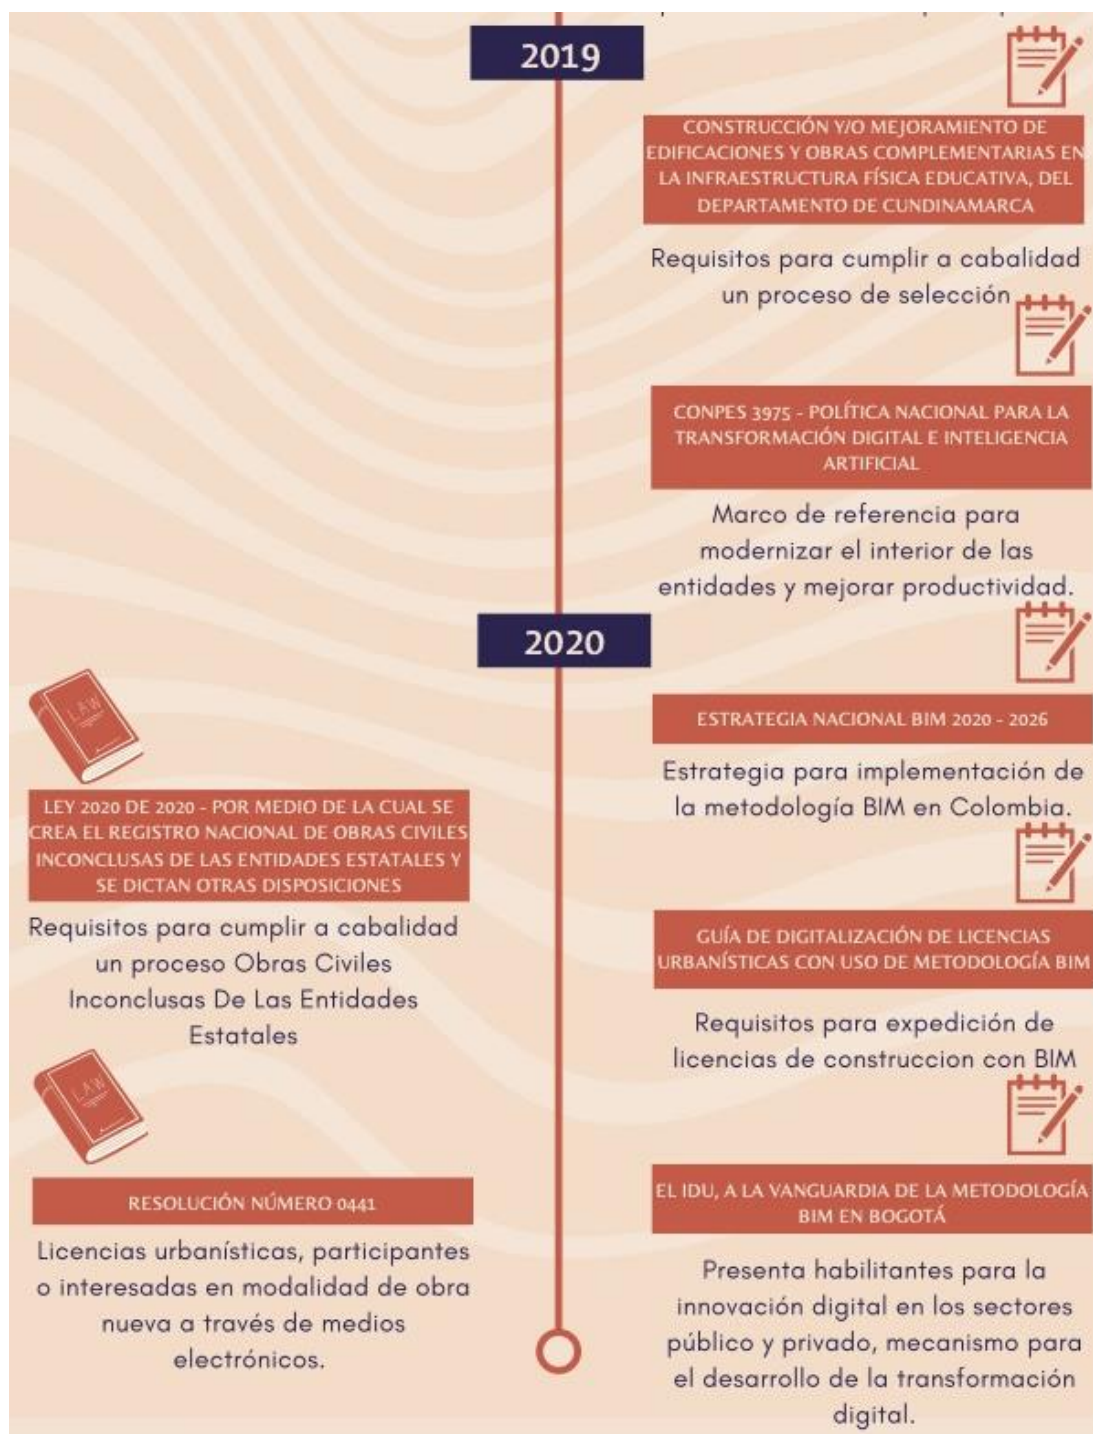 2019
CONSTRUCCIÓN Y/O MEJORAMIENTO DE
EDIFICACIONES Y OBRAS COMPLEMENTARIAS EN
LA INFRAESTRUCTURA FÍSICA EDUCATIVA, DEL
DEPARTAMENTO DE CUNDINAMARCA
Requisitos para cumplir a cabalidad
un proceso de selección
CONPES 3975 - POLÍTICA NACIONAL PARA LA
TRANSFORMACIÓN DIGITAL E INTELIGENCIA
ARTIFICIAL
Marco de referencia para
modernizar el interior de las
entidades y mejorar productividad.
2020
LAW
LEY 2020 DE 2020 - POR MEDIO DE LA CUAL SE
CREA EL REGISTRO NACIONAL DE OBRAS CIVILES
INCONCLUSAS DE LAS ENTIDADES ESTATALES Y
SE DICTAN OTRAS DISPOSICIONES
Requisitos para cumplir a cabalidad
un proceso Obras Civiles
Inconclusas De Las Entidades
Estatales
LAW
RESOLUCIÓN NÚMERO 0441
Licencias urbanísticas, participantes
o interesadas en modalidad de obra
nueva a través de medios
electrónicos.
ESTRATEGIA NACIONAL BIM 2020 - 2026
Estrategia para implementación de
la metodología BIM en Colombia.
GUÍA DE DIGITALIZACIÓN DE LICENCIAS
URBANÍSTICAS CON USO DE METODOLOGÍA BIM
Requisitos para expedición de
licencias de construccion con BIM
EL IDU, A LA VANGUARDIA DE LA METODOLOGÍA
BIM EN BOGOTÁ
Presenta habilitantes para la
innovación digital en los sectores
público y privado, mecanismo para
el desarrollo de la transformación
digital.